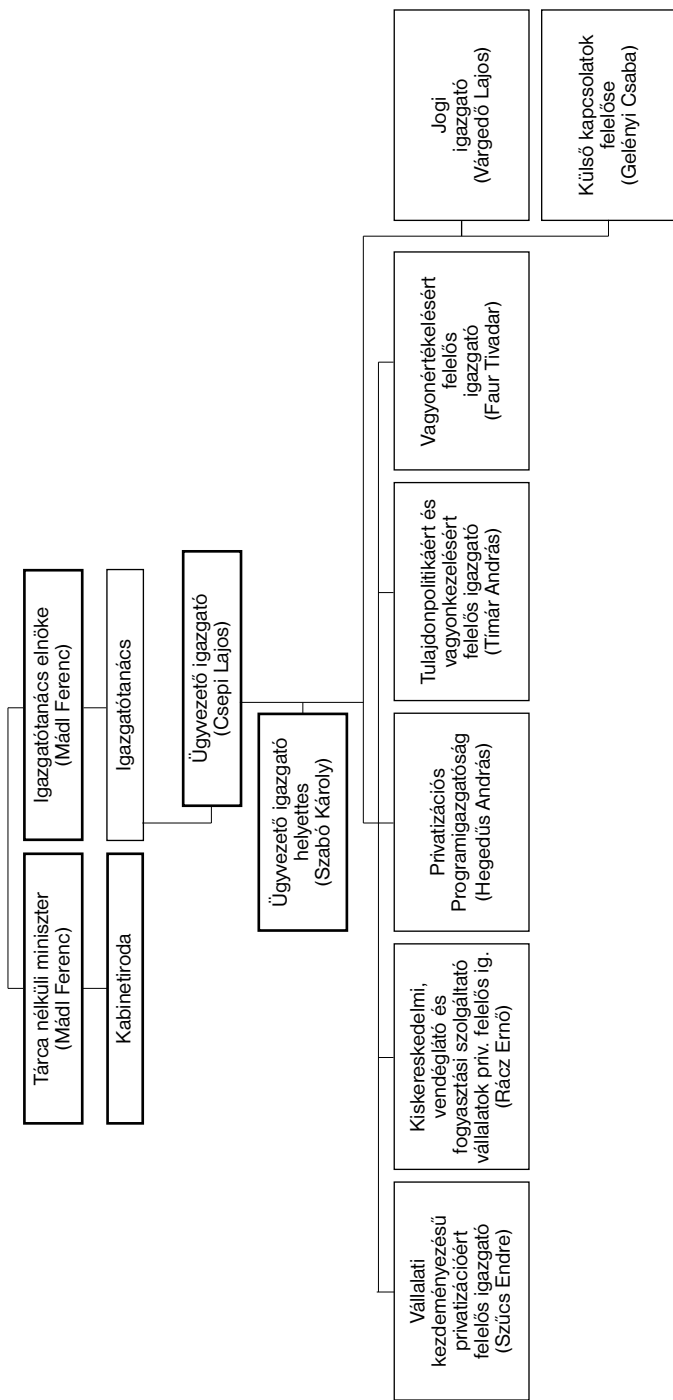 Tárca nélküli miniszter
(Mádl Ferenc)
Igazgatótanács elnöke
(Mádl Ferenc)
Kabinetiroda
Igazgatótanács
Ügyvezető igazgató
(Csepi Lajos)
Ügyvezető igazgató
helyettes
(Szabó Károly)
Vállalati
kezdeményezésű
privatizációért
felelős igazgató
(Szűcs Endre)
Kiskereskedelmi,
vendéglátó és
fogyasztási szolgáltató
vállalatok priv. felelős ig.
(Rácz Ernő)
Privatizációs
Programigazgatóság
(Hegedűs András)
Tulajdonpolitikáért és
vagyonkezelésért
felelős igazgató
(Tímár András)
Vagyonértékelésért
felelős
igazgató
(Faur Tivadar)
Jogi
igazgató
(Várgedő Lajos)
Külső kapcsolatok
felelőse
(Gelényi Csaba)